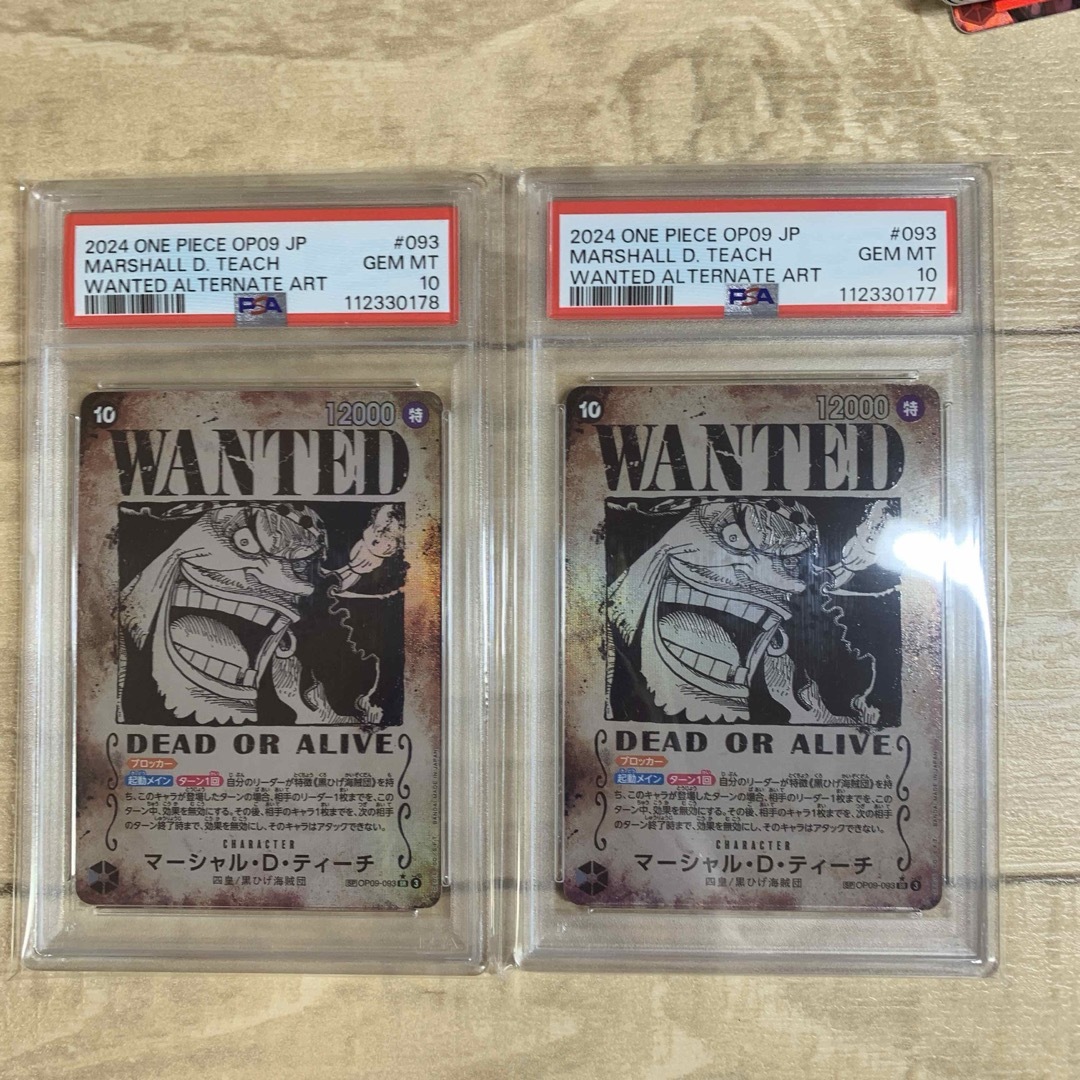 2024 ONE PIECE OP09 JP #093
MARSHALL D. TEACH GEM MT
WANTED ALTERNATE ART 10
PSA 112330178
10 12000 特
WANTED
DEAD OR ALIVE
ブロッカー
起動メイン ターン1回 自分のリーダーが特徴《黒ひげ海賊団》を持
ち、このキャラが登場したターンの場合、相手のリーダー1枚までを、この
ターン中、効果を無効にする。その後、相手のキャラ1枚までを、次の相手
のターン終了時まで、効果を無効にし、そのキャラはアタックできない。
CHARACTER
マーシャル・D・ティーチ
四皇/黒ひげ海賊団
SP OP09-093 SR 3
2024 ONE PIECE OP09 JP #093
MARSHALL D. TEACH GEM MT
WANTED ALTERNATE ART 10
PSA 112330177
10 12000 特
WANTED
DEAD OR ALIVE
ブロッカー
起動メイン ターン1回 自分のリーダーが特徴《黒ひげ海賊団》を持
ち、このキャラが登場したターンの場合、相手のリーダー1枚までを、この
ターン中、効果を無効にする。その後、相手のキャラ1枚までを、次の相手
のターン終了時まで、効果を無効にし、そのキャラはアタックできない。
CHARACTER
マーシャル・D・ティーチ
四皇/黒ひげ海賊団
SP OP09-093 SR 3